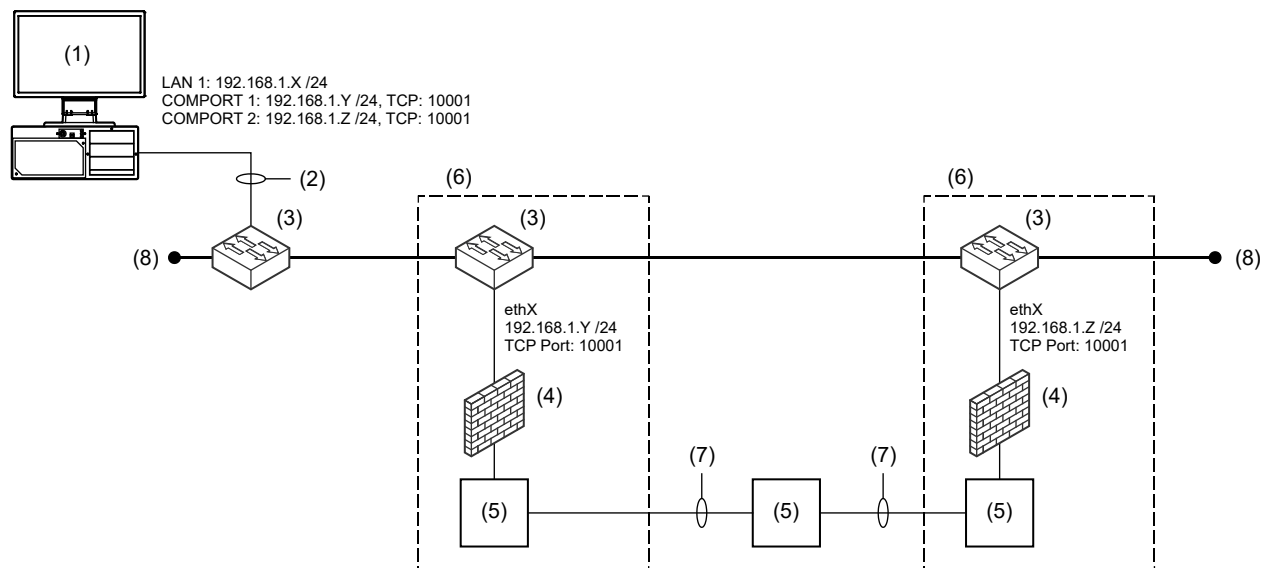 (1)
LAN 1: 192.168.1.X /24
COMPORT 1: 192.168.1.Y /24, TCP: 10001
COMPORT 2: 192.168.1.Z /24, TCP: 10001
(2)
(6)
(6)
(3)
(3)
(3)
(8)
(8)
ethX
192.168.1.Y /24
TCP Port: 10001
ethX
192.168.1.Z /24
TCP Port: 10001
(4)
(4)
(7)
(7)
(5)
(5)
(5)